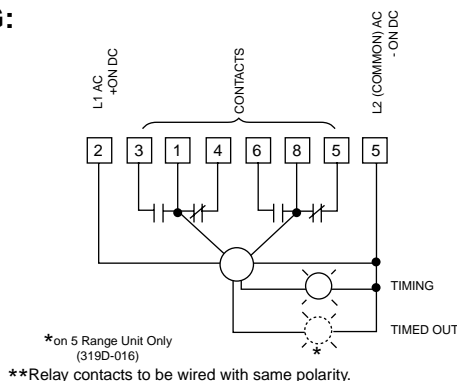 :
L1 AC
+ON DC
CONTACTS
L2 (COMMON) AC
- ON DC
2 3 1 4 6 8 5 5
TIMING
TIMED OUT
*
*on 5 Range Unit Only
(319D-016)
**Relay contacts to be wired with same polarity.